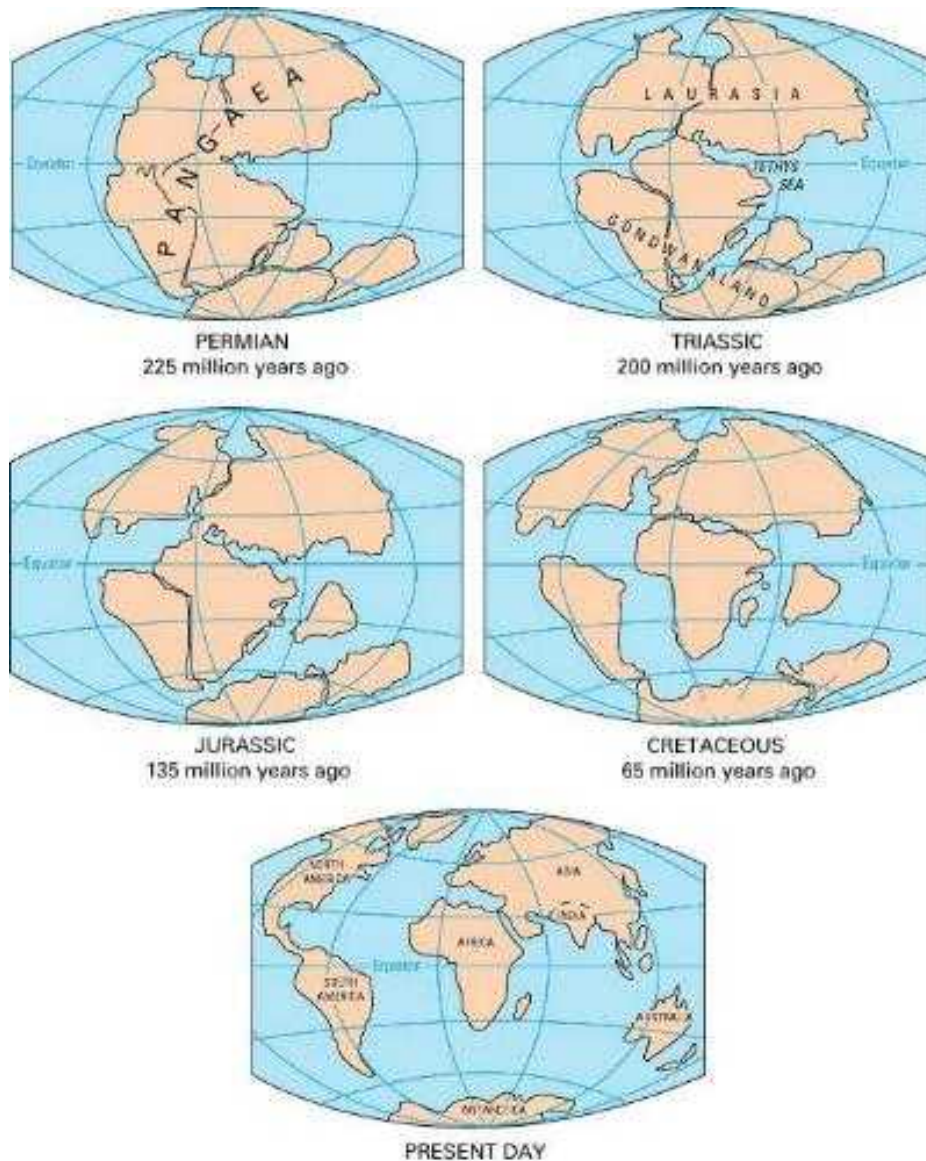 PANGAEA
Equator
PERMIAN
225 million years ago
LAURASIA
TETHYS
SEA
Equator
GONDWANALAND
TRIASSIC
200 million years ago
Equator
JURASSIC
135 million years ago
Equator
CRETACEOUS
65 million years ago
NORTH
AMERICA
ASIA
INDIA
AFRICA
Equator
SOUTH
AMERICA
AUSTRALIA
ANTARCTICA
PRESENT DAY